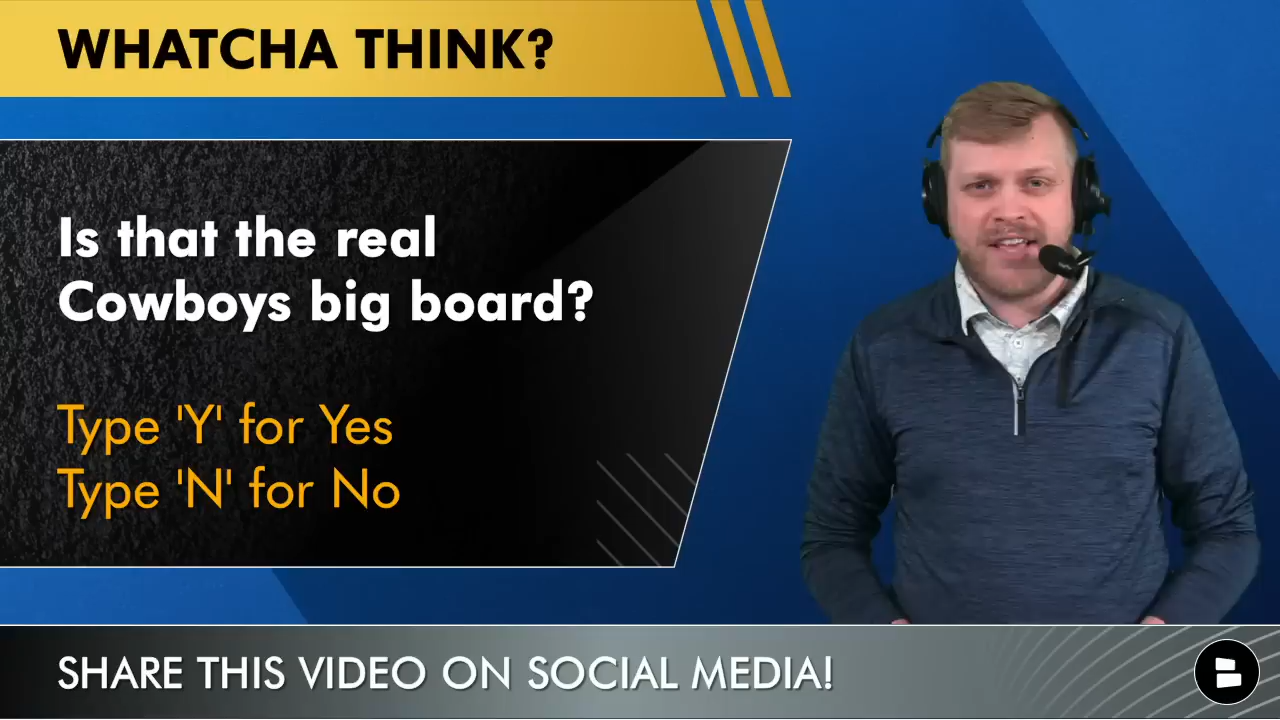 WHATCHA THINK?
Is that the real
Cowboys big board?
Type 'Y' for Yes
Type 'N' for No
SHARE THIS VIDEO ON SOCIAL MEDIA!